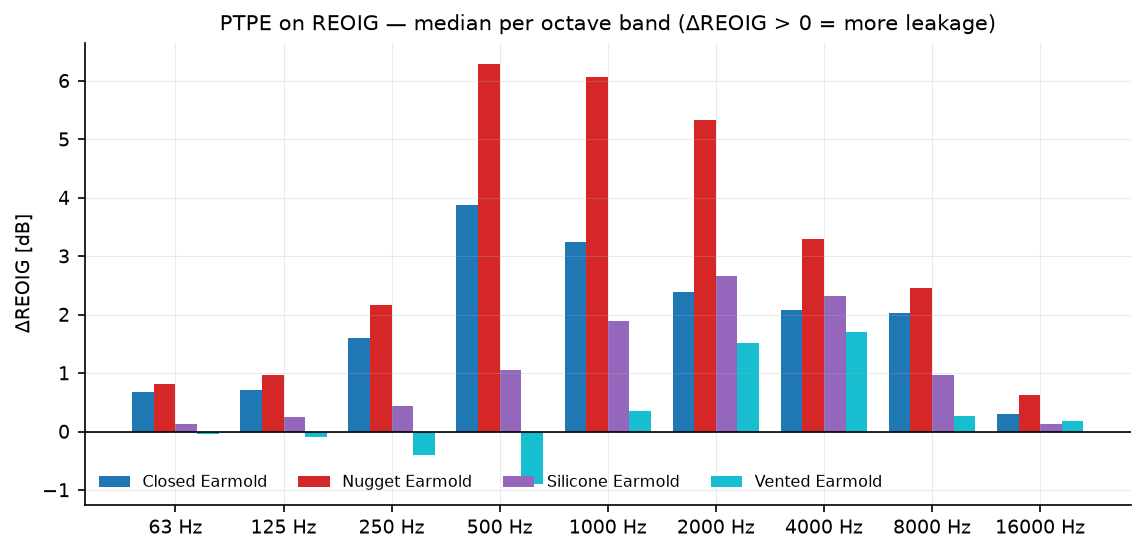 PTPE on REOIG — median per octave band (ΔREOIG > 0 = more leakage)
ΔREOIG [dB]
6
5
4
3
2
1
0
−1
Closed Earmold Nugget Earmold Silicone Earmold Vented Earmold
63 Hz 125 Hz 250 Hz 500 Hz 1000 Hz 2000 Hz 4000 Hz 8000 Hz 16000 Hz